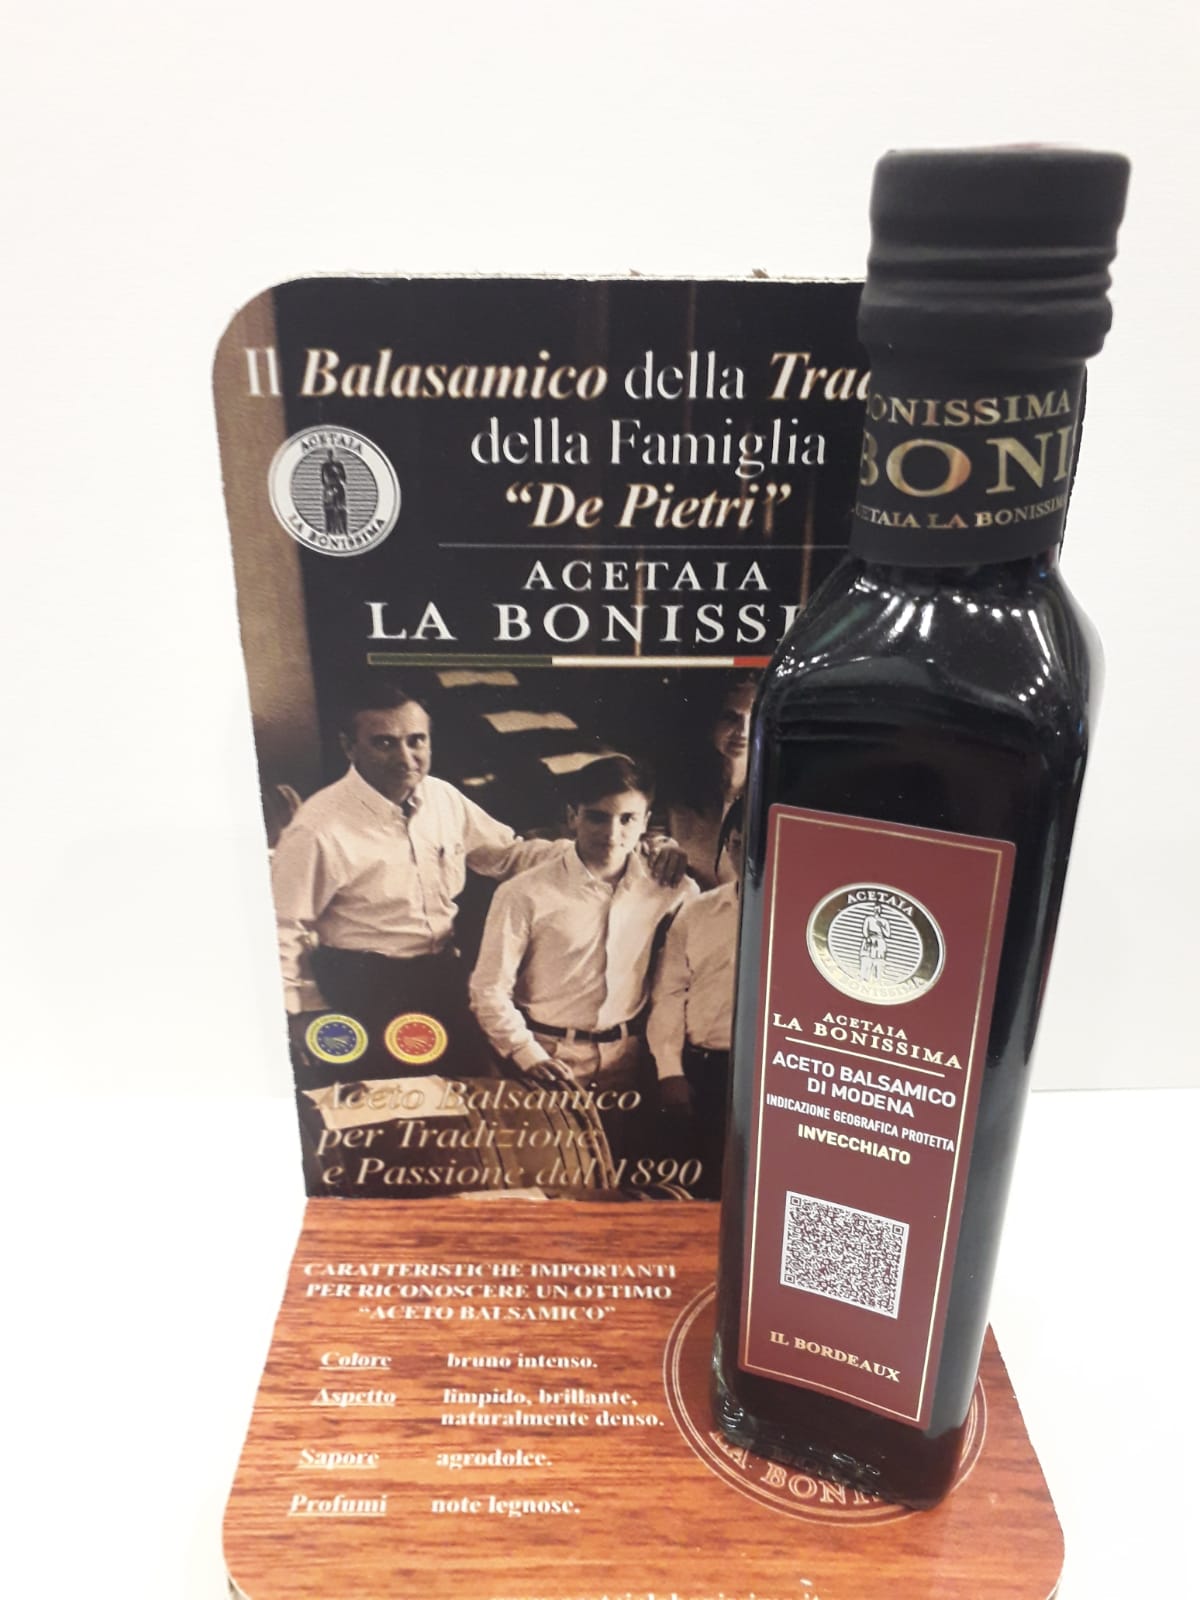 Il Balasamico della
della Famiglia
“De Pietri”
ACETAIA
LA BONISSIMA
ACETAIA
LA
Aceto Balsamico
per Tradizione
e Passione dal 1890
CARATTERISTICHE IMPORTANTI
PER RICONOSCERE UN OTTIMO
“ACETO BALSAMICO”
Colore bruno intenso.
Aspetto limpido, brillante,
naturalmente denso.
Sapore agrodolce.
Profumi note legnose.
LA
BONISSIMA
BONI
ACETAIA LA BONISSIMA
ACETAIA
LA BONISSIMA
ACETAIA
LA BONISSIMA
ACETO BALSAMICO
DI MODENA
INDICAZIONE GEOGRAFICA PROTETTA
INVECCHIATO
IL BORDEAUX